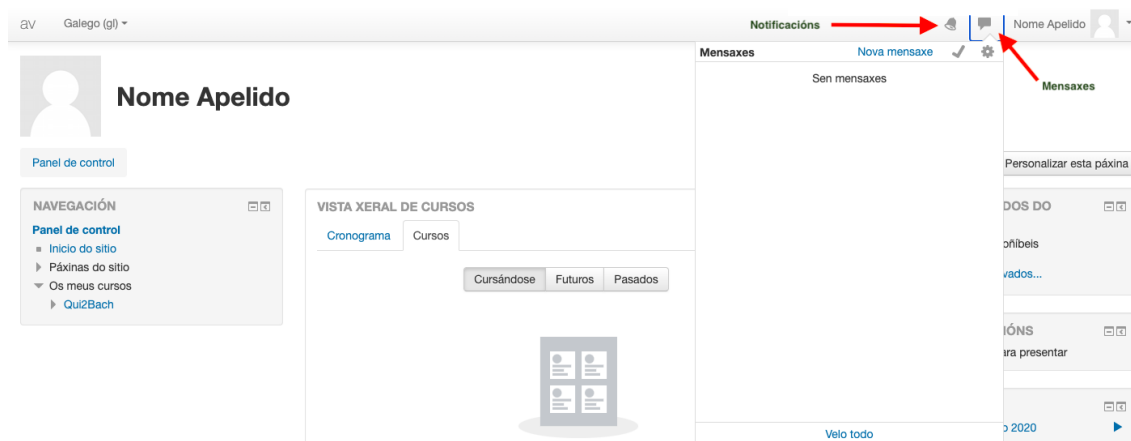 av Galego (gl) Notificacións Nome Apelido
Mensaxes Nova mensaxe
Sen mensaxes
Mensaxes
Nome Apelido
Panel de control
Personalizar esta páxina
NAVEGACIÓN
Panel de control
Inicio do sitio
Páxinas do sitio
Os meus cursos
Qui2Bach
VISTA XERAL DE CURSOS
Cronograma Cursos
Cursándose Futuros Pasados
Velo todo
DOS DO
oñíbeis
vados...
IÓNS
ara presentar
2020